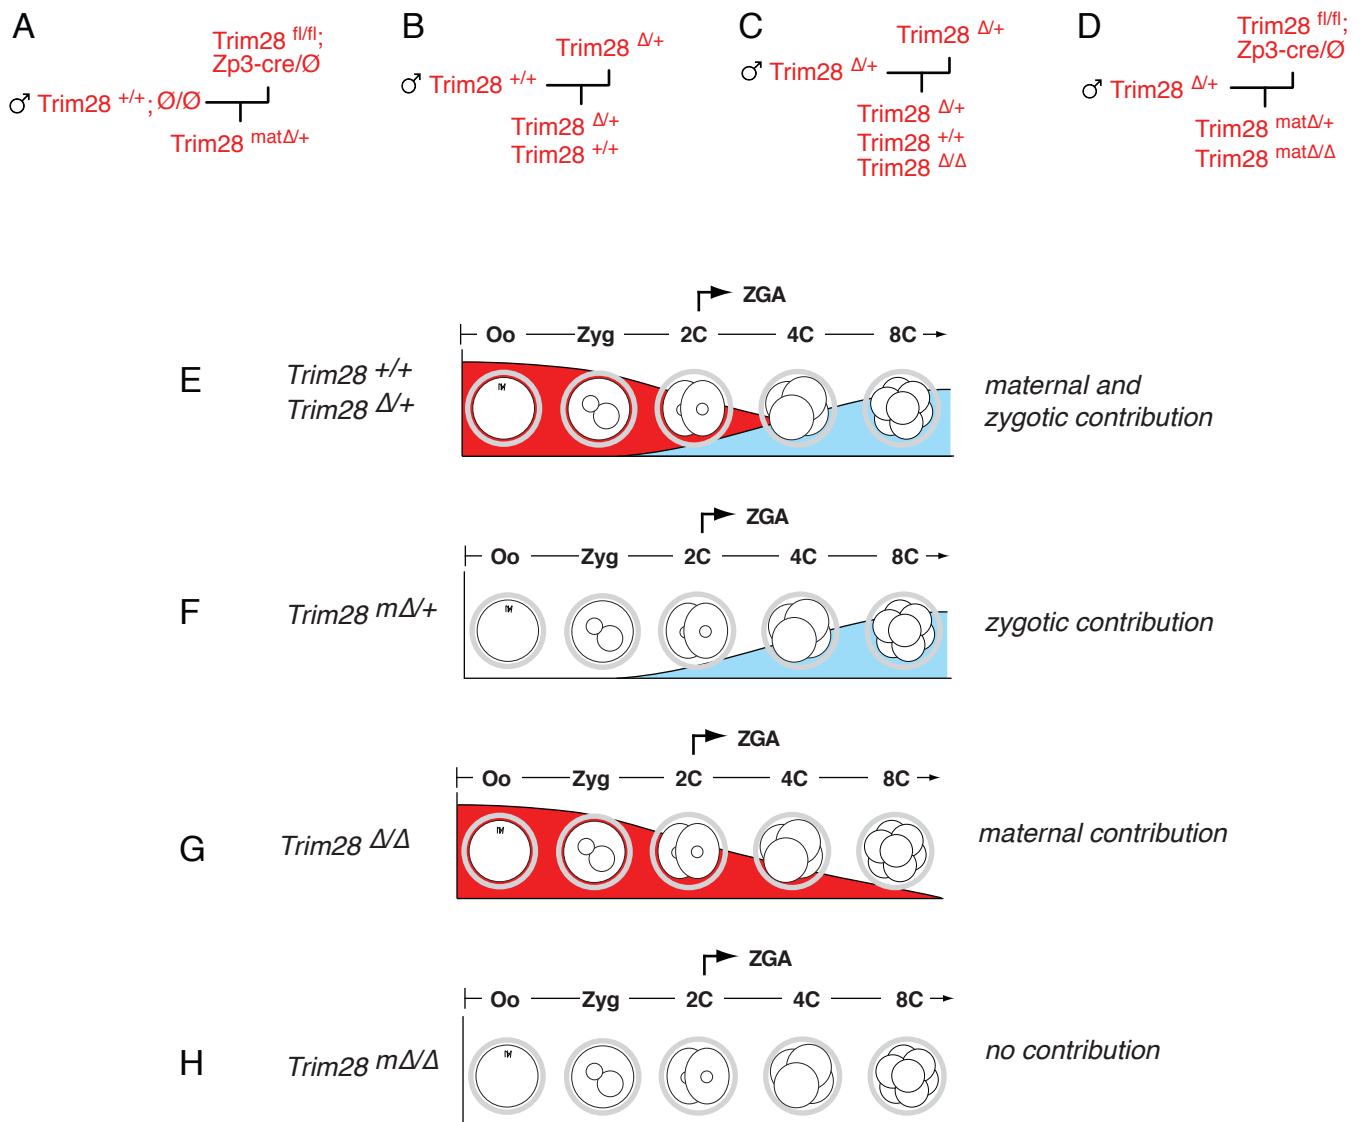 A
Trim28 fl/fl;
Zp3-cre/Ø
♂ Trim28 +/+; Ø/Ø
Trim28 matΔ/+
B
Trim28 Δ/+
♂ Trim28 +/+
Trim28 Δ/+
Trim28 +/+
C
Trim28 Δ/+
♂ Trim28 Δ/+
Trim28 Δ/+
Trim28 +/+
Trim28 Δ/Δ
D
Trim28 fl/fl;
Zp3-cre/Ø
♂ Trim28 Δ/+
Trim28 matΔ/+
Trim28 matΔ/Δ
ZGA
Oo Zyg 2C 4C 8C
E
Trim28 +/+
Trim28 Δ/+
maternal and
zygotic contribution
ZGA
Oo Zyg 2C 4C 8C
F
Trim28 mΔ/+
zygotic contribution
ZGA
Oo Zyg 2C 4C 8C
G
Trim28 Δ/Δ
maternal contribution
ZGA
Oo Zyg 2C 4C 8C
H
Trim28 mΔ/Δ
no contribution